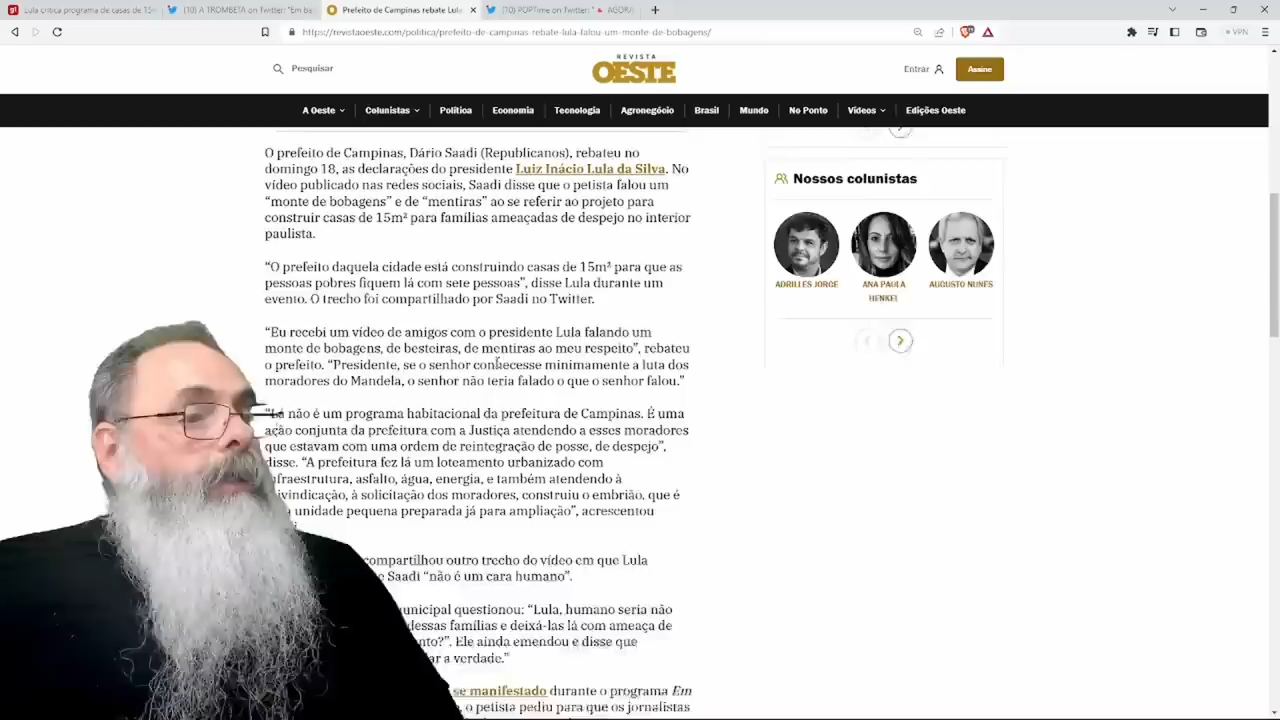 Lula critica programa de casas de 15m
(10) A TROMBETA on Twitter: "Em ba
Prefeito de Campinas rebate Lula
(10) POPTime on Twitter: "AGORA
https://revistaoeste.com/politica/prefeito-de-campinas-rebate-lula-falou-um-monte-de-bobagens/
VPN
Pesquisar
REVISTA
OESTE
Entrar
Assine
A Oeste
Colunistas
Política
Economia
Tecnologia
Agronegócio
Brasil
Mundo
No Ponto
Vídeos
Edições Oeste
O prefeito de Campinas, Dário Saadi (Republicanos), rebateu no
domingo 18, as declarações do presidente Luiz Inácio Lula da Silva. No
vídeo publicado nas redes sociais, Saadi disse que o petista falou um
“monte de bobagens” e de “mentiras” ao se referir ao projeto para
construir casas de 15m² para famílias ameaçadas de despejo no interior
paulista.
“O prefeito daquela cidade está construindo casas de 15m² para que as
pessoas pobres fiquem lá com sete pessoas”, disse Lula durante um
evento. O trecho foi compartilhado por Saadi no Twitter.
“Eu recebi um vídeo de amigos com o presidente Lula falando um
monte de bobagens, de besteiras, de mentiras ao meu respeito”, rebateu
o prefeito. “Presidente, se o senhor conhecesse minimamente a luta dos
moradores do Mandela, o senhor não teria falado o que o senhor falou.”
“Lá não é um programa habitacional da prefeitura de Campinas. É uma
ação conjunta da prefeitura com a Justiça atendendo a esses moradores
que estavam com uma ordem de reintegração de posse, de despejo”,
disse. “A prefeitura fez lá um loteamento urbanizado com
fraestrutura, asfalto, água, energia, e também atendendo à
ivindicação, à solicitação dos moradores, construiu o embrião, que é
unidade pequena preparada já para ampliação”, acrescentou
compartilhou outro trecho do vídeo em que Lula
Saadi “não é um cara humano”.
unicipal questionou: “Lula, humano seria não
dessas famílias e deixá-las lá com ameaça de
nto?”. Ele ainda emendou e disse que
ar a verdade.”
se manifestado durante o programa Em
, o petista pediu para que os jornalistas
Nossos colunistas
ADRILLES JORGE
ANA PAULA
HENKEL
AUGUSTO NUNES